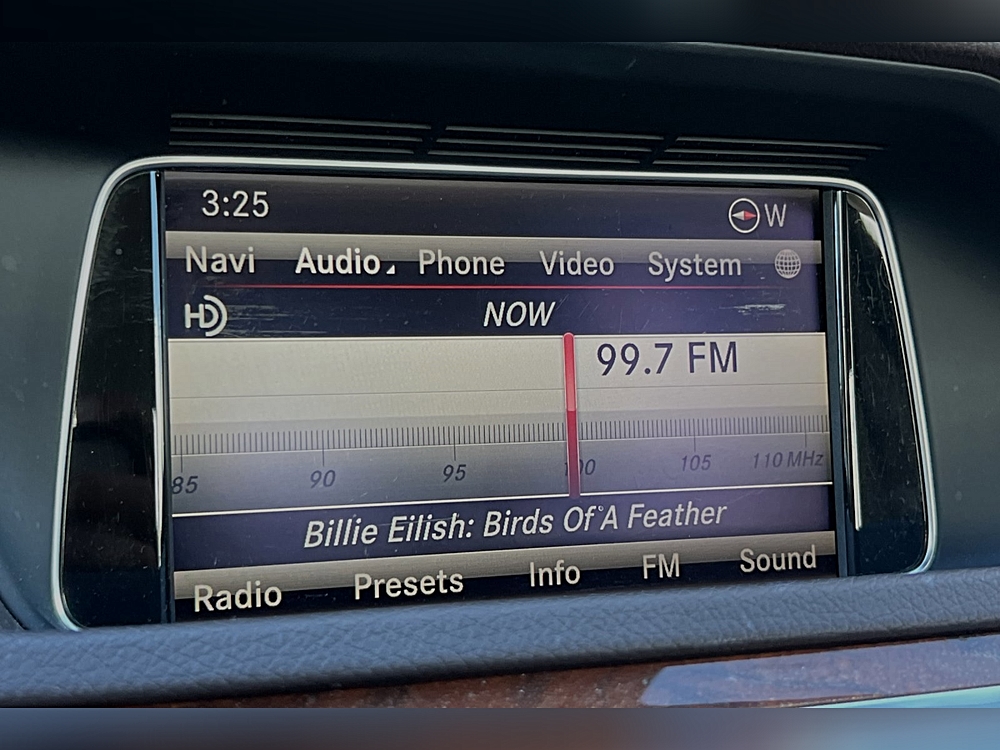 3:25 W
Navi Audio Phone Video System
HD NOW
99.7 FM
85 90 95 100 105 110 MHz
Billie Eilish: Birds Of A Feather
Radio Presets Info FM Sound